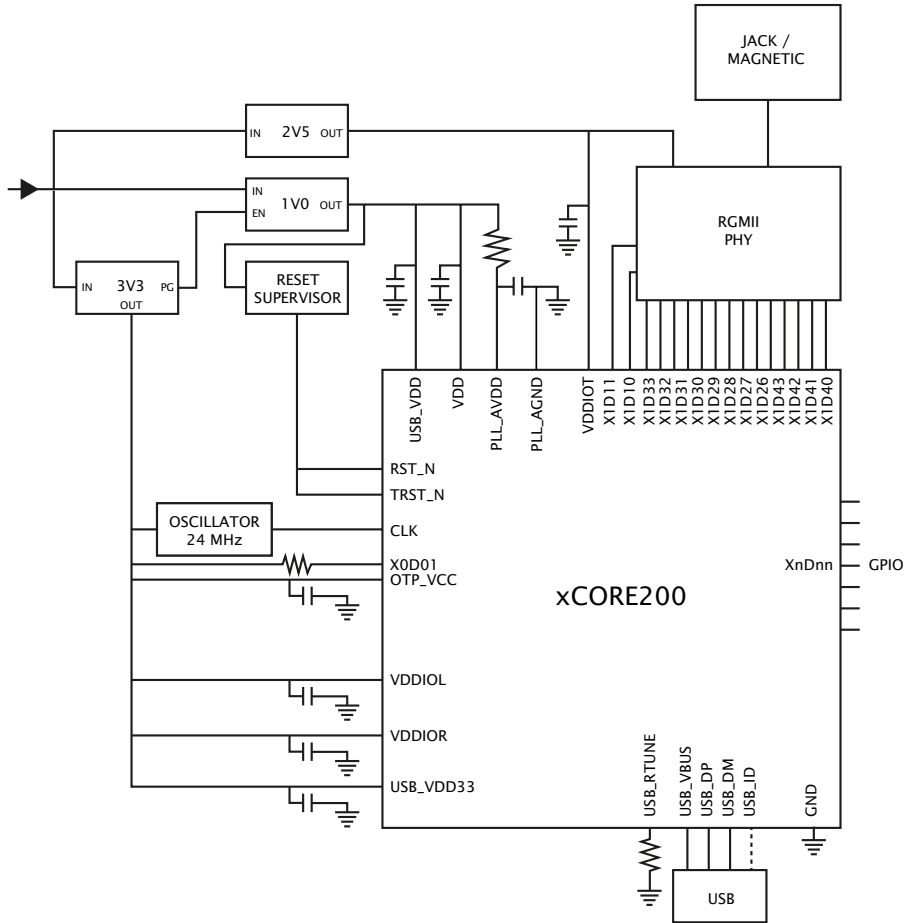 JACK /
MAGNETIC
IN 2V5 OUT
IN
1V0 OUT
EN
RGMII
PHY
IN 3V3 PG
OUT
RESET
SUPERVISOR
USB_VDD
VDD
PLL_AVDD
PLL_AGND
VDDIOT
X1D11
X1D10
X1D33
X1D32
X1D31
X1D30
X1D29
X1D28
X1D27
X1D26
X1D43
X1D42
X1D41
X1D40
RST_N
TRST_N
OSCILLATOR
24 MHz
CLK
X0D01
OTP_VCC
XnDnn GPIO
xCORE200
VDDIOL
VDDIOR
USB_VDD33
USB_RTUNE
USB_VBUS
USB_DP
USB_DM
USB_ID
GND
USB